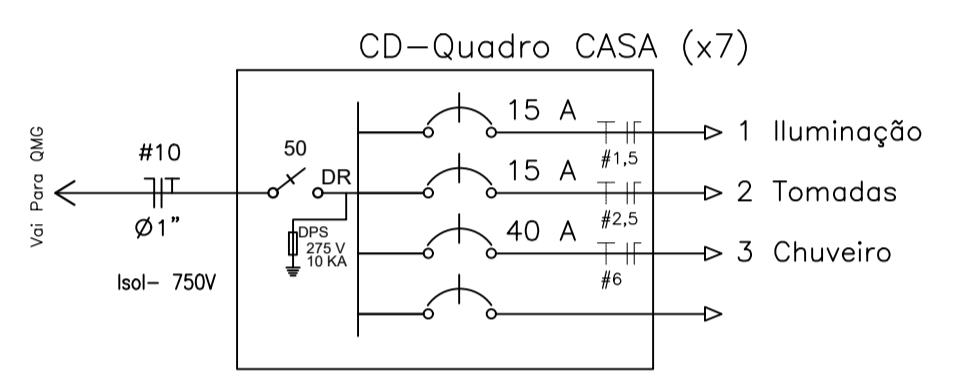 CD-Quadro CASA (x7)
Vai Para QMG
#10
Ø1"
Isol- 750V
50
DR
DPS
275 V
10 KA
15 A
#1,5
1 Iluminação
15 A
#2,5
2 Tomadas
40 A
#6
3 Chuveiro